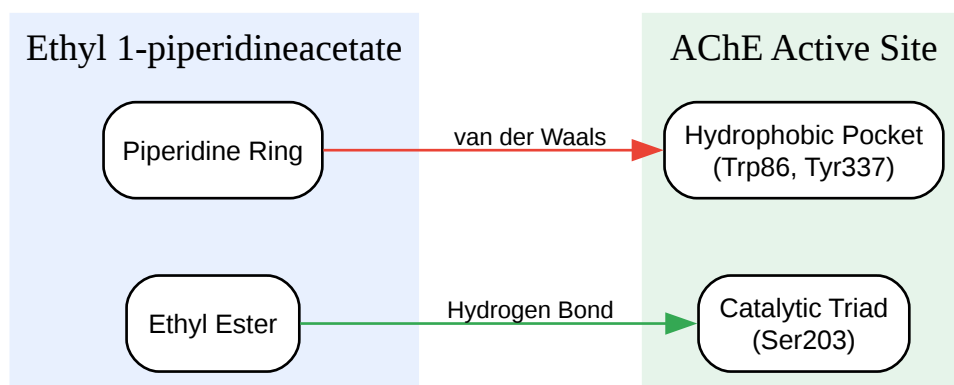 Ethyl 1-piperidineacetate
AChE Active Site
Piperidine Ring
van der Waals
Hydrophobic Pocket
(Trp86, Tyr337)
Ethyl Ester
Hydrogen Bond
Catalytic Triad
(Ser203)